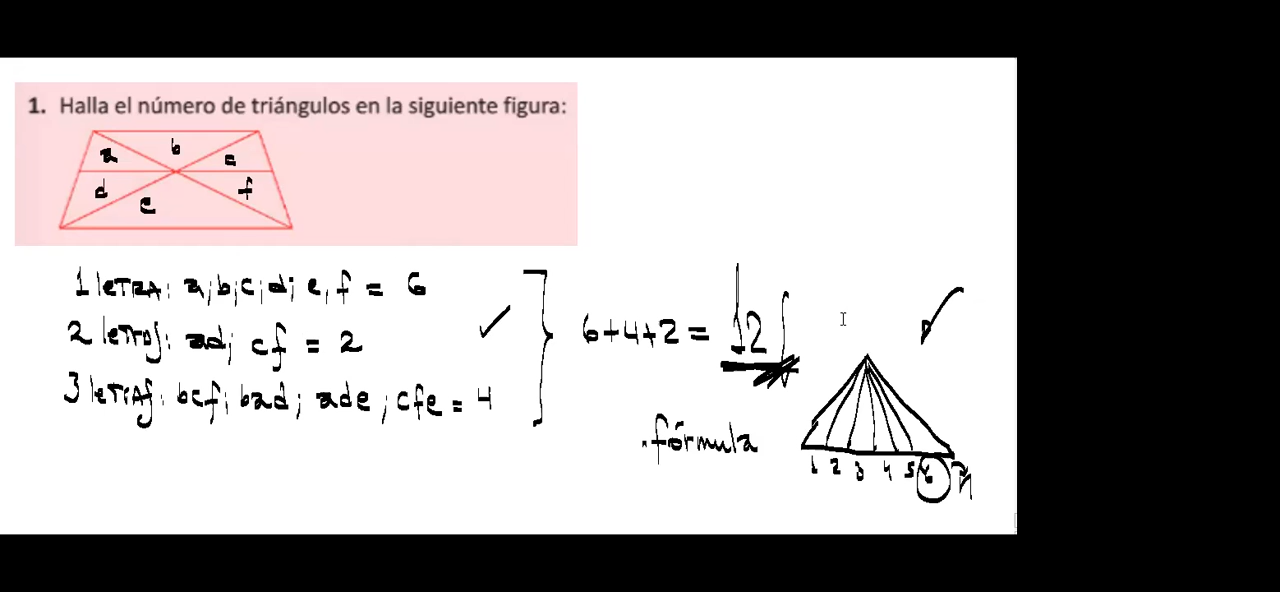 1. Halla el número de triángulos en la siguiente figura:
a b c
d e f
1 letra: a; b; c; d; e, f = 6
2 letras: ad; cf = 2
3 letras: bcf; bad; ade; cfe = 4
6+4+2 = 12
. fórmula
1 2 3 4 5 6 n